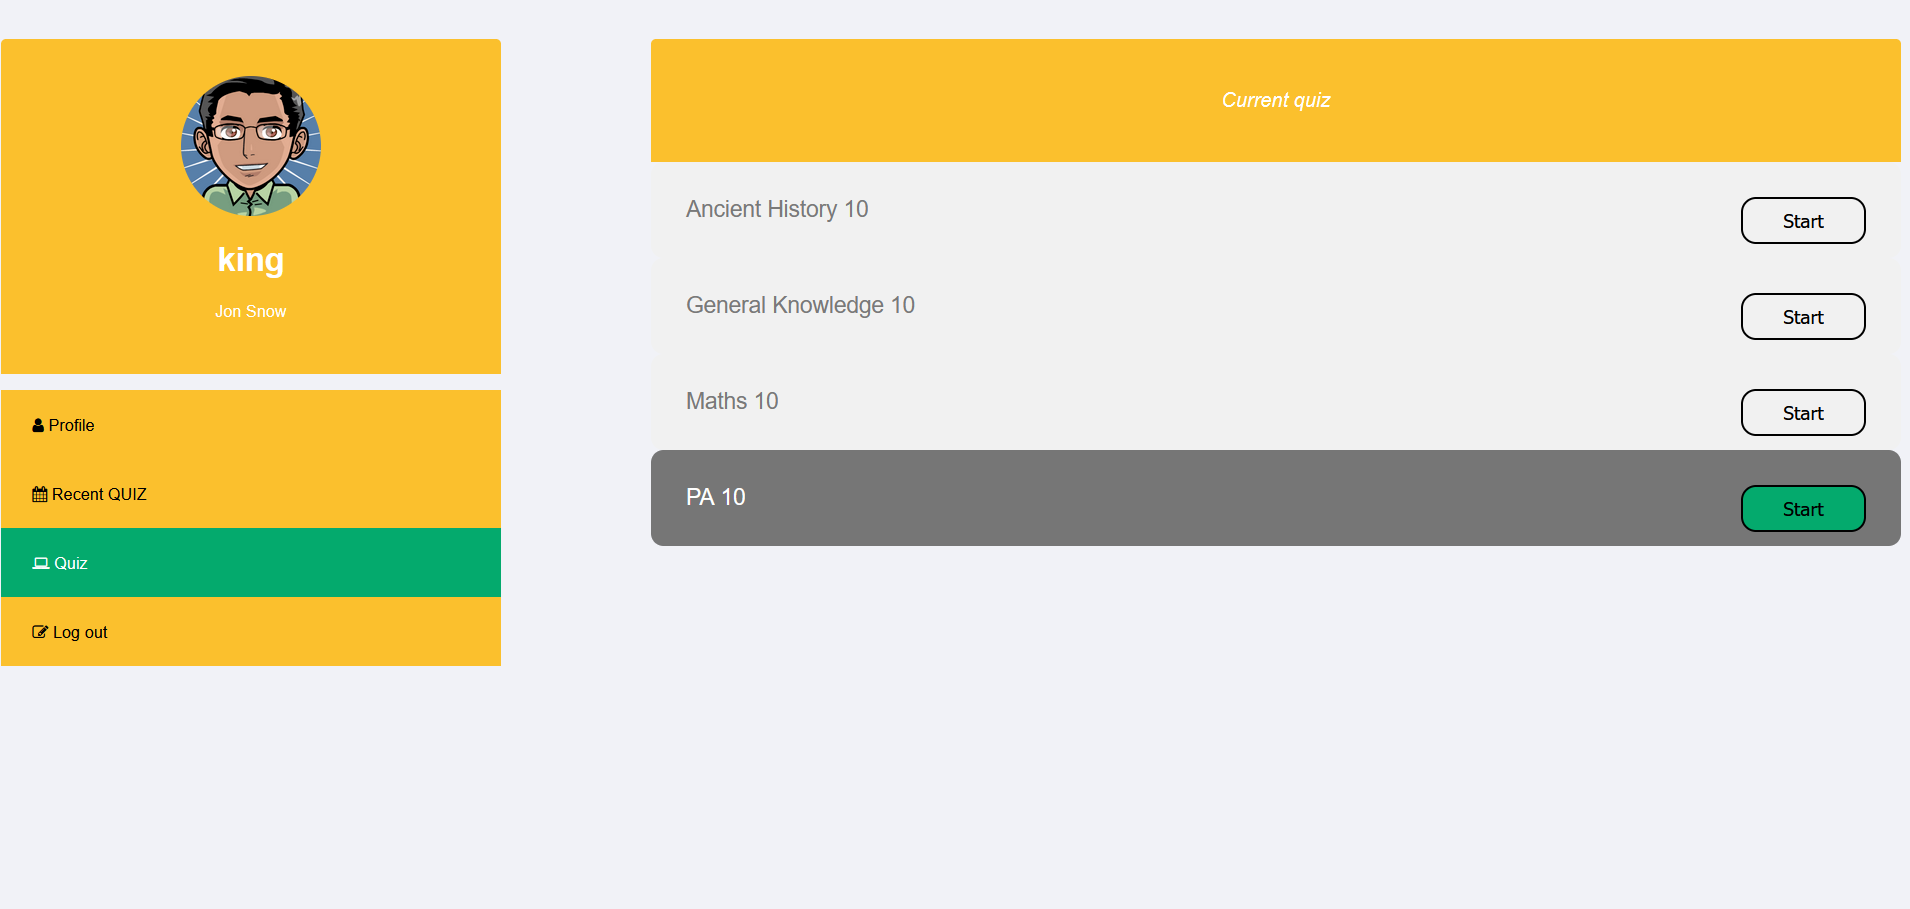 king
Jon Snow
Profile
Recent QUIZ
Quiz
Log out
Current quiz
Ancient History 10
Start
General Knowledge 10
Start
Maths 10
Start
PA 10
Start